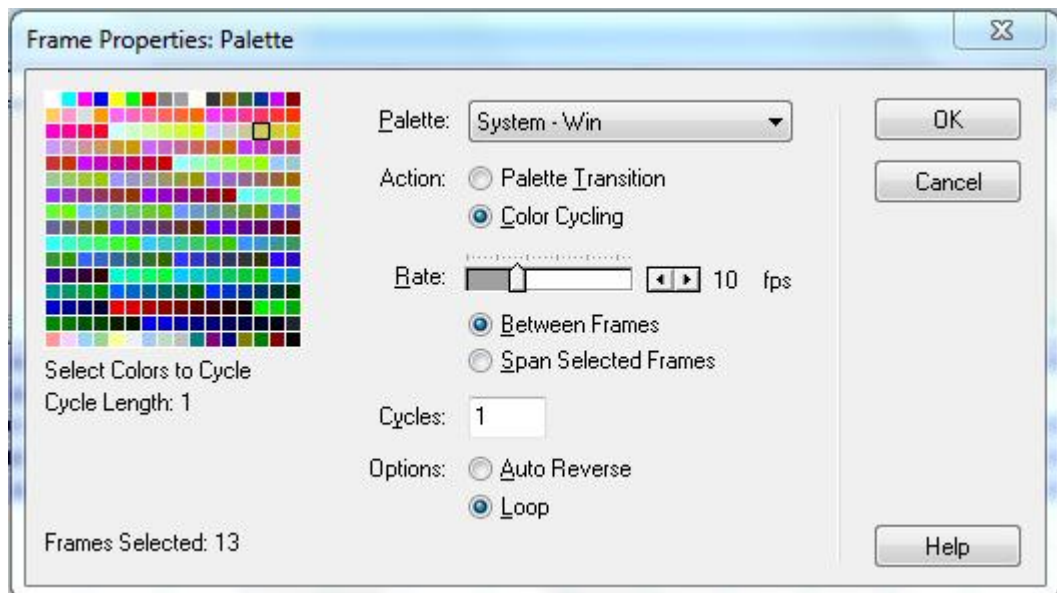 Frame Properties: Palette
Palette: System - Win
OK
Action: Palette Transition
Cancel
Color Cycling
Rate: 10 fps
Between Frames
Span Selected Frames
Select Colors to Cycle
Cycle Length: 1
Cycles: 1
Options: Auto Reverse
Loop
Frames Selected: 13
Help